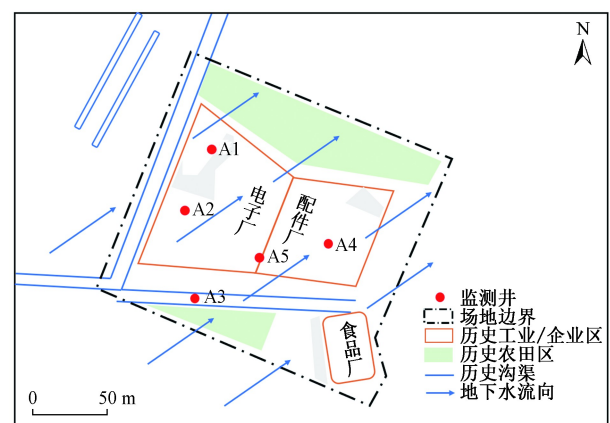 N
A1
A2
电子厂
配件厂
A4
A5
A3
食品厂
监测井
场地边界
历史工业/企业区
历史农田区
历史沟渠
地下水流向
0 50 m